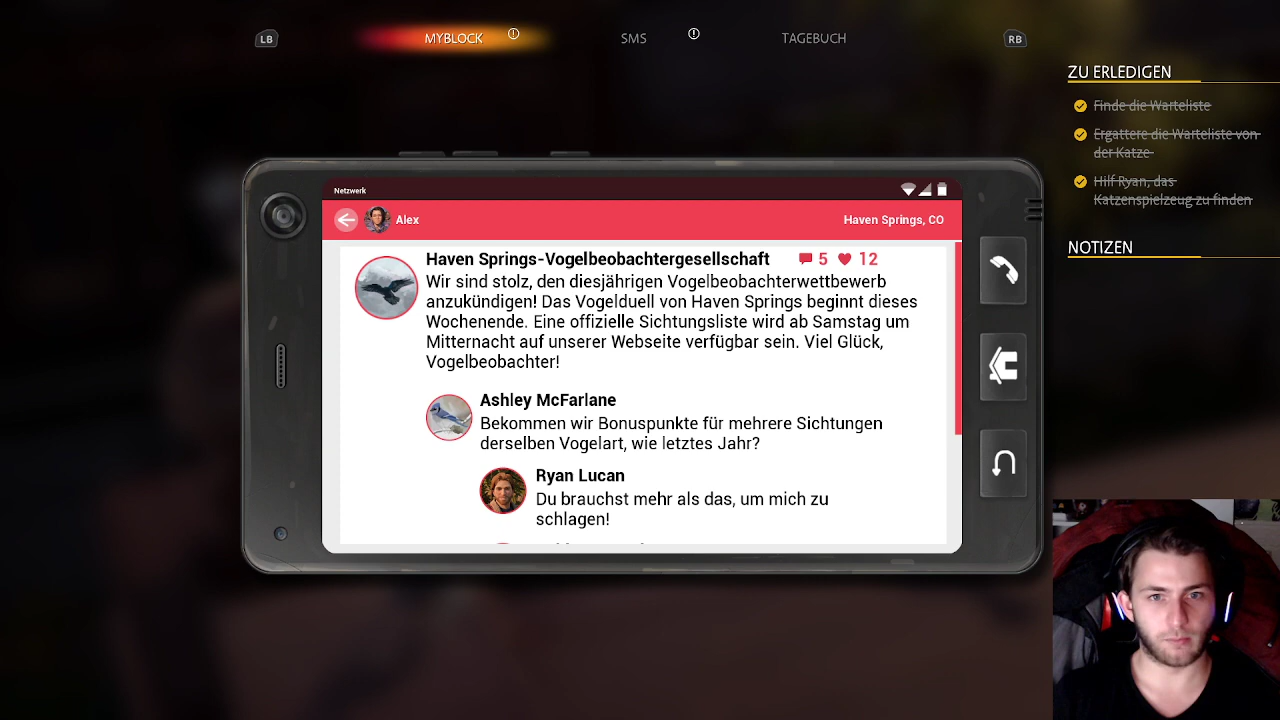 LB
MYBLOCK
SMS
TAGEBUCH
RB
ZU ERLEDIGEN
Finde die Warteliste
Ergattere die Warteliste von
der Katze
Hilf Ryan, das
Katzenspielzeug zu finden
NOTIZEN
Netzwerk
Alex
Haven Springs, CO
Haven Springs-Vogelbeobachtergesellschaft 5 12
Wir sind stolz, den diesjährigen Vogelbeobachterwettbewerb
anzukündigen! Das Vogelduell von Haven Springs beginnt dieses
Wochenende. Eine offizielle Sichtungsliste wird ab Samstag um
Mitternacht auf unserer Webseite verfügbar sein. Viel Glück,
Vogelbeobachter!
Ashley McFarlane
Bekommen wir Bonuspunkte für mehrere Sichtungen
derselben Vogelart, wie letztes Jahr?
Ryan Lucan
Du brauchst mehr als das, um mich zu
schlagen!